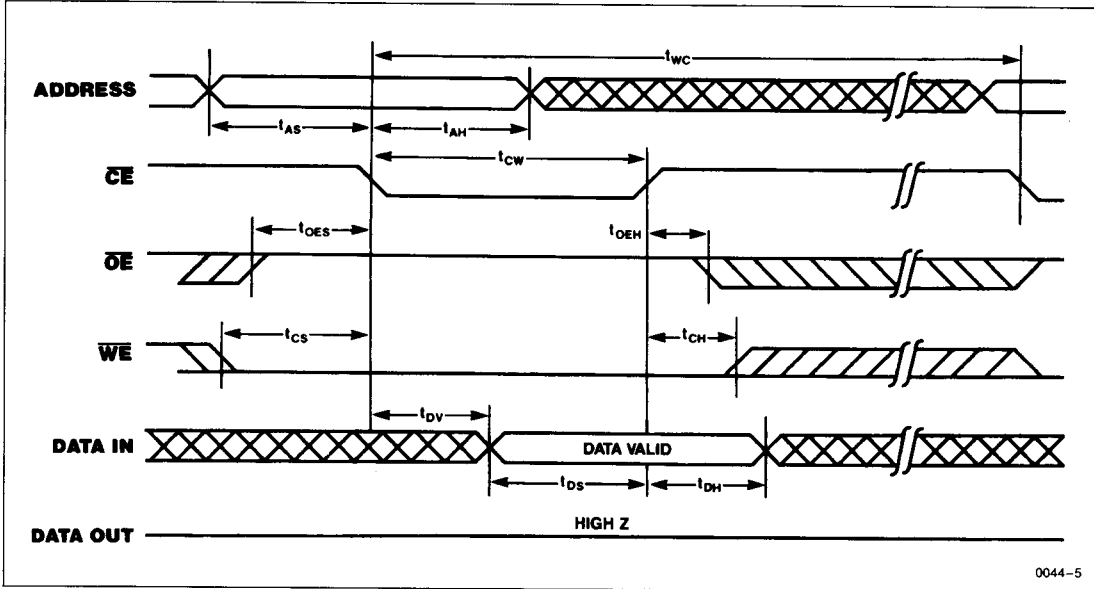 tWC
ADDRESS
tAS
tAH
tCW
CE
tOES
tOEH
OE
tCS
tCH
WE
tDV
DATA IN
DATA VALID
tDS
tDH
HIGH Z
DATA OUT
0044-5